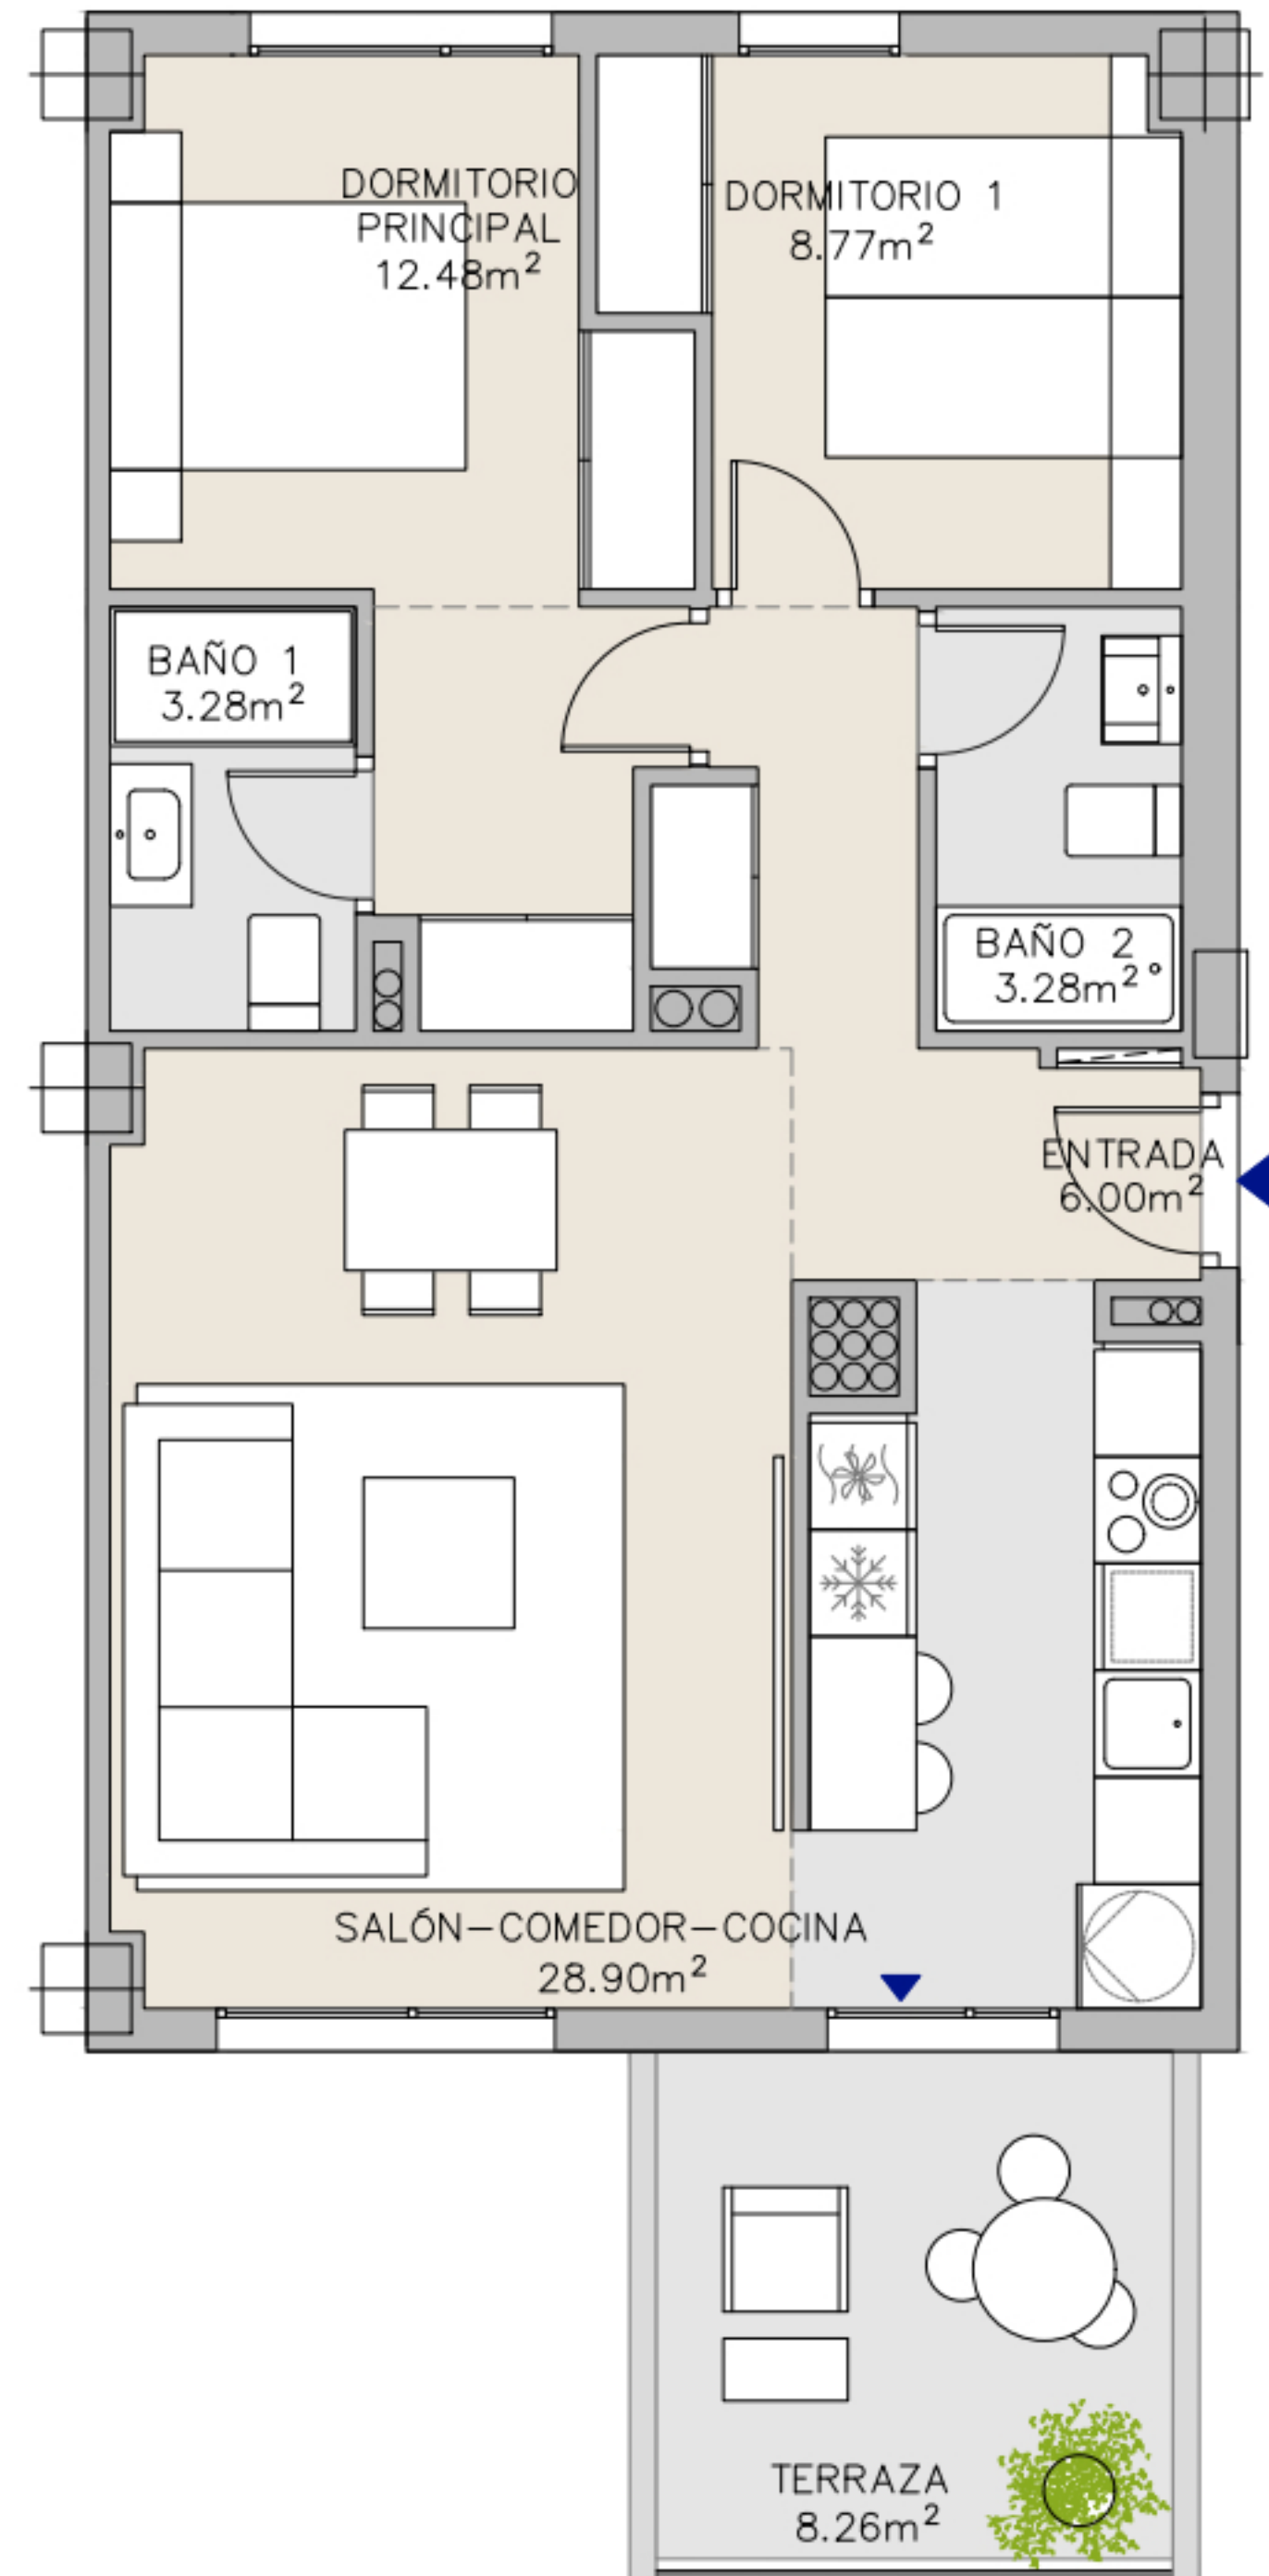 DORMITORIO
PRINCIPAL
12.48m²
DORMITORIO 1
8.77m²
BAÑO 1
3.28m²
BAÑO 2
3.28m²
ENTRADA
6.00m²
SALóN-COMEDOR-COCINA
28.90m²
TERRAZA
8.26m²